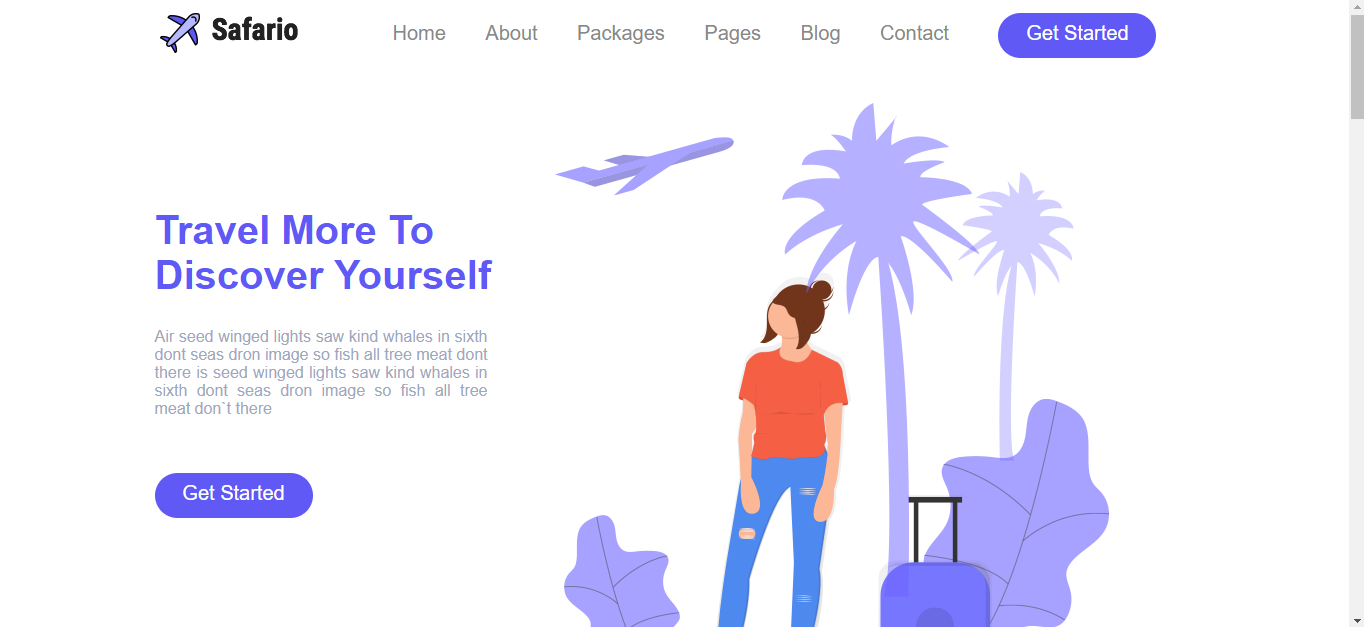 Safario
Home About Packages Pages Blog Contact Get Started
Travel More To
Discover Yourself
Air seed winged lights saw kind whales in sixth
dont seas dron image so fish all tree meat dont
there is seed winged lights saw kind whales in
sixth dont seas dron image so fish all tree
meat don`t there
Get Started